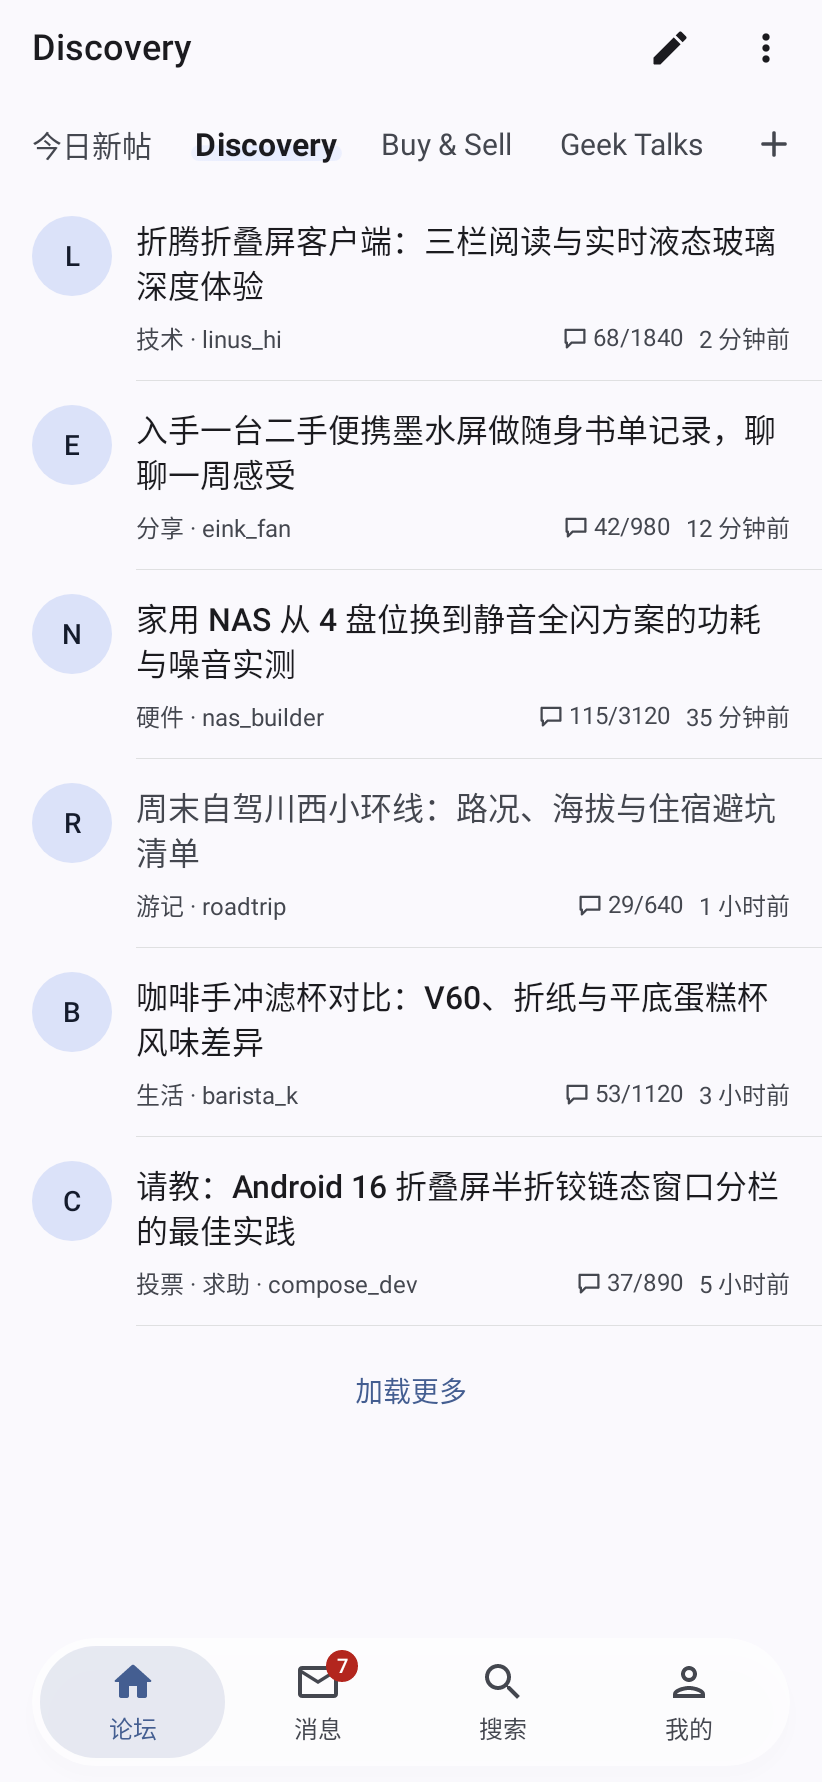 Discovery
今日新帖 Discovery Buy & Sell Geek Talks
L
折腾折叠屏客户端：三栏阅读与实时液态玻璃
深度体验
技术 · linus_hi 68/1840 2 分钟前
E
入手一台二手便携墨水屏做随身书单记录，聊
聊一周感受
分享 · eink_fan 42/980 12 分钟前
N
家用 NAS 从 4 盘位换到静音全闪方案的功耗
与噪音实测
硬件 · nas_builder 115/3120 35 分钟前
R
周末自驾川西小环线：路况、海拔与住宿避坑
清单
游记 · roadtrip 29/640 1 小时前
B
咖啡手冲滤杯对比：V60、折纸与平底蛋糕杯
风味差异
生活 · barista_k 53/1120 3 小时前
C
请教：Android 16 折叠屏半折铰链态窗口分栏
的最佳实践
投票 · 求助 · compose_dev 37/890 5 小时前
加载更多
7
论坛 消息 搜索 我的